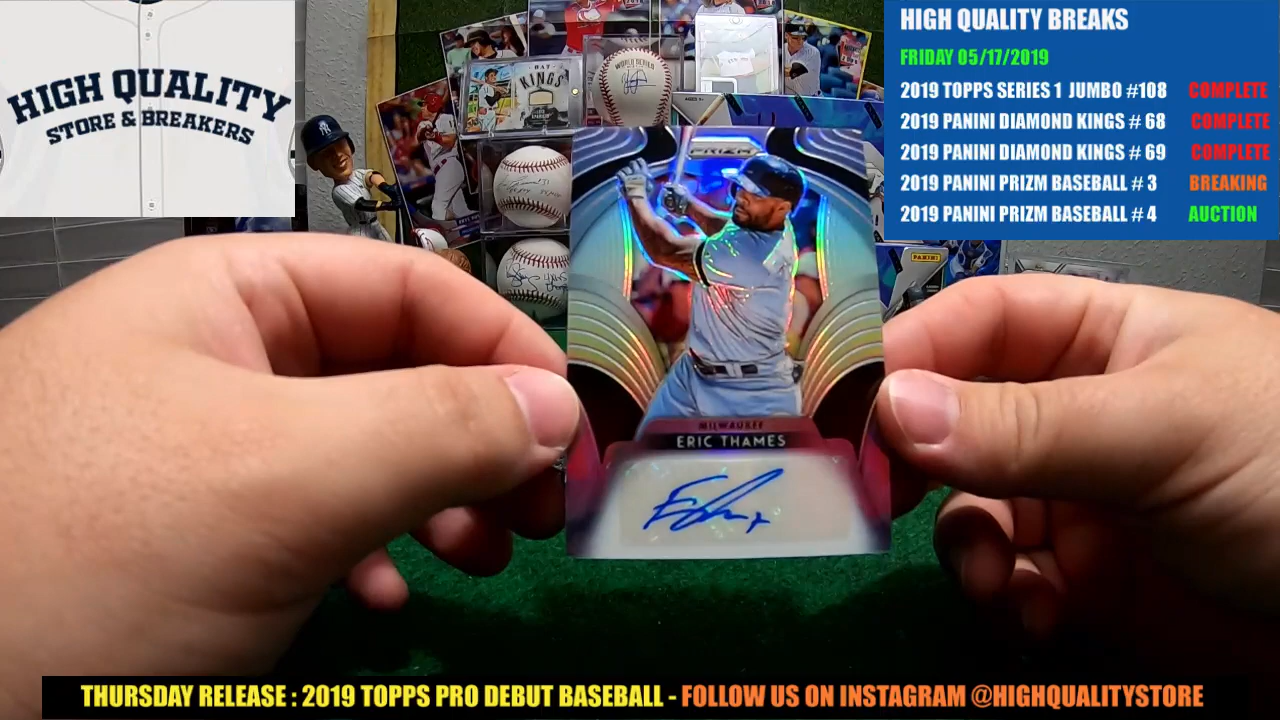 HIGH QUALITY
STORE & BREAKERS
HIGH QUALITY BREAKS
FRIDAY 05/17/2019
2019 TOPPS SERIES 1 JUMBO #108 COMPLETE
2019 PANINI DIAMOND KINGS # 68 COMPLETE
2019 PANINI DIAMOND KINGS # 69 COMPLETE
2019 PANINI PRIZM BASEBALL # 3 BREAKING
2019 PANINI PRIZM BASEBALL # 4 AUCTION
KINGS
PRIZM
PANINI
MILWAUKEE
ERIC THAMES
THURSDAY RELEASE : 2019 TOPPS PRO DEBUT BASEBALL - FOLLOW US ON INSTAGRAM @HIGHQUALITYSTORE